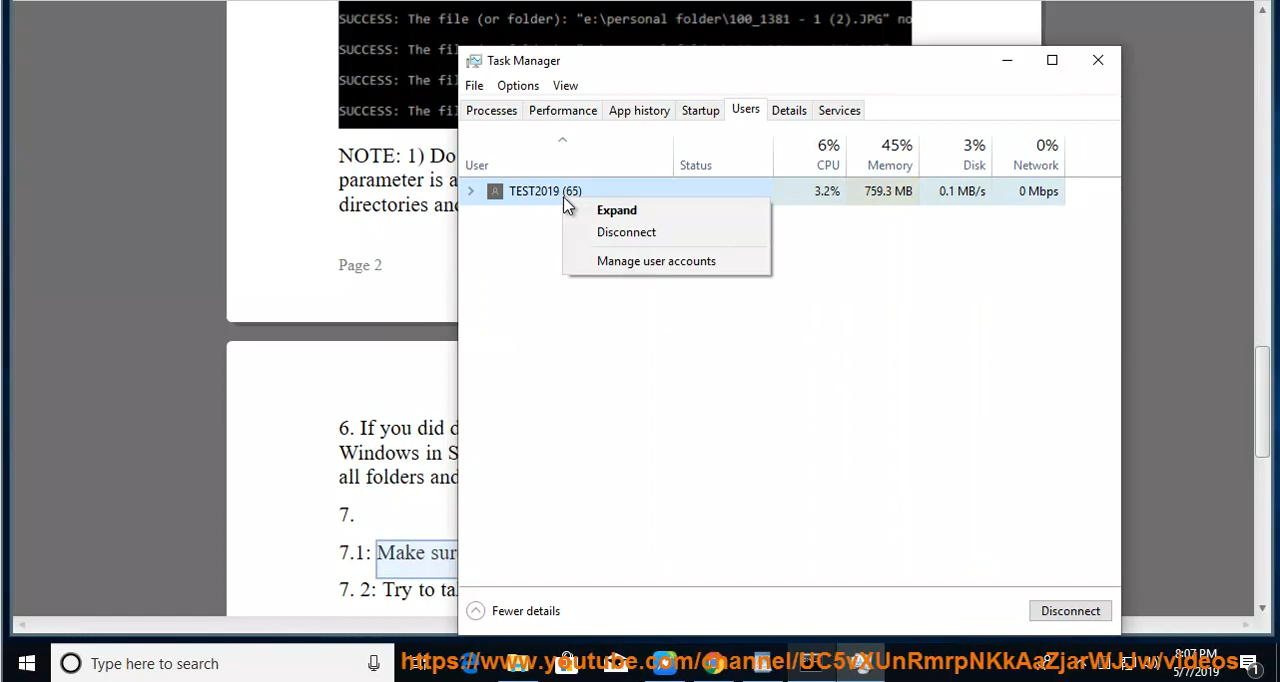 SUCCESS: The file (or folder): "e:\personal folder\100_1381 - 1 (2).JPG" no
SUCCESS: The fil
SUCCESS: The fil
SUCCESS: The fil
NOTE: 1) Do
parameter is a
directories and
Page 2
6. If you did d
Windows in S
all folders and
7.
7.1: Make sur
7. 2: Try to ta
Task Manager
File Options View
Processes Performance App history Startup Users Details Services
6% 45% 3% 0%
User Status CPU Memory Disk Network
TEST2019 (65) 3.2% 759.3 MB 0.1 MB/s 0 Mbps
Expand
Disconnect
Manage user accounts
Fewer details Disconnect
Type here to search
https://www.youtube.com/channel/UC5vXUnRmrpNKkAaZjarWJHw/videos
8:07 PM
5/7/2019
1